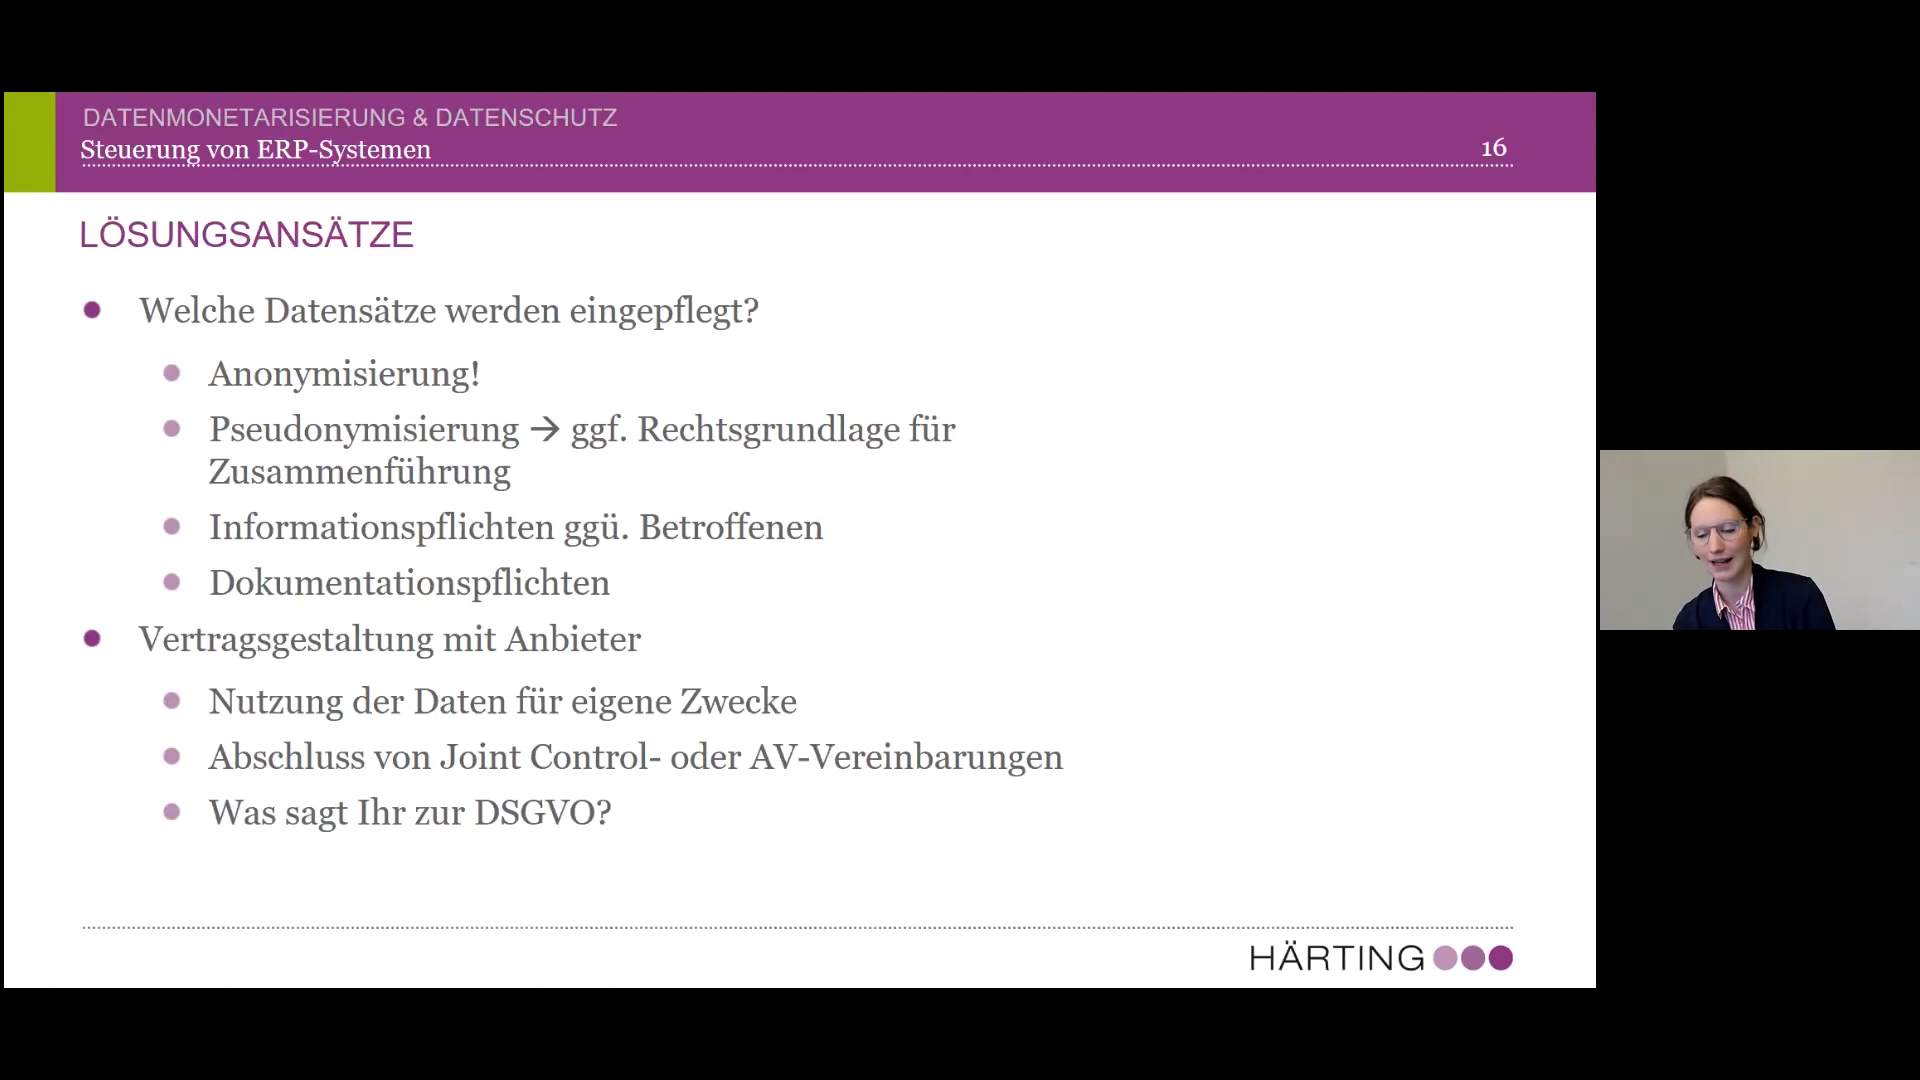 DATENMONETARISIERUNG & DATENSCHUTZ
Steuerung von ERP-Systemen
16
LÖSUNGSANSÄTZE
Welche Datensätze werden eingepflegt?
Anonymisierung!
Pseudonymisierung → ggf. Rechtsgrundlage für
Zusammenführung
Informationspflichten ggü. Betroffenen
Dokumentationspflichten
Vertragsgestaltung mit Anbieter
Nutzung der Daten für eigene Zwecke
Abschluss von Joint Control- oder AV-Vereinbarungen
Was sagt Ihr zur DSGVO?
HÄRTING